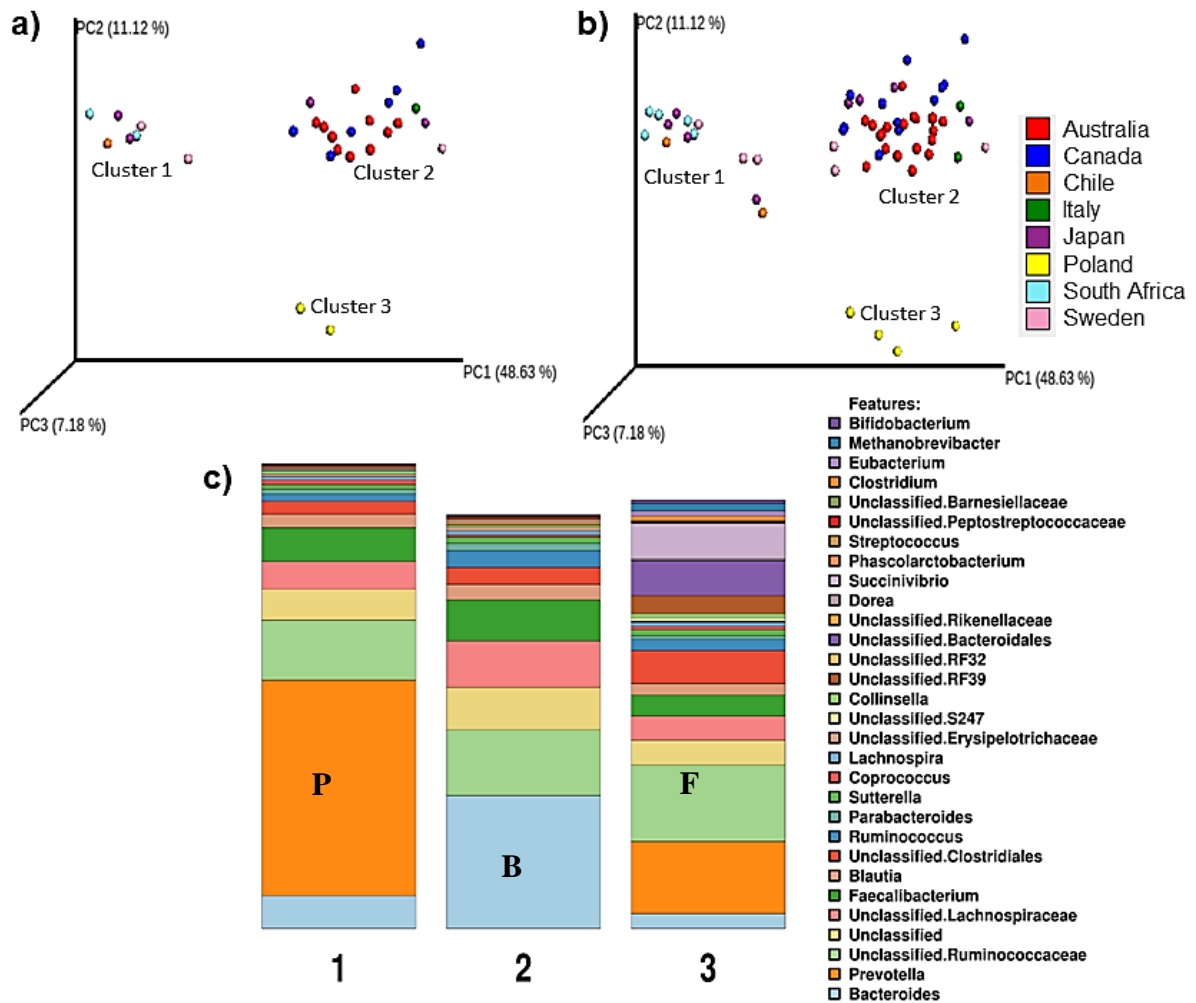 a)
PC2 (11.12 %)
Cluster 1
Cluster 2
Cluster 3
PC1 (48.63 %)
PC3 (7.18 %)
b)
PC2 (11.12 %)
Cluster 1
Cluster 2
Cluster 3
PC1 (48.63 %)
PC3 (7.18 %)
Australia
Canada
Chile
Italy
Japan
Poland
South Africa
Sweden
c)
P
B
F
1
2
3
Features:
Bifidobacterium
Methanobrevibacter
Eubacterium
Clostridium
Unclassified.Barnesiellaceae
Unclassified.Peptostreptococcaceae
Streptococcus
Phascolarctobacterium
Succinivibrio
Dorea
Unclassified.Rikenellaceae
Unclassified.Bacteroidales
Unclassified.RF32
Unclassified.RF39
Collinsella
Unclassified.S247
Unclassified.Erysipelotrichaceae
Lachnospira
Coprococcus
Sutterella
Parabacteroides
Ruminococcus
Unclassified.Clostridiales
Blautia
Faecalibacterium
Unclassified.Lachnospiraceae
Unclassified
Unclassified.Ruminococcaceae
Prevotella
Bacteroides